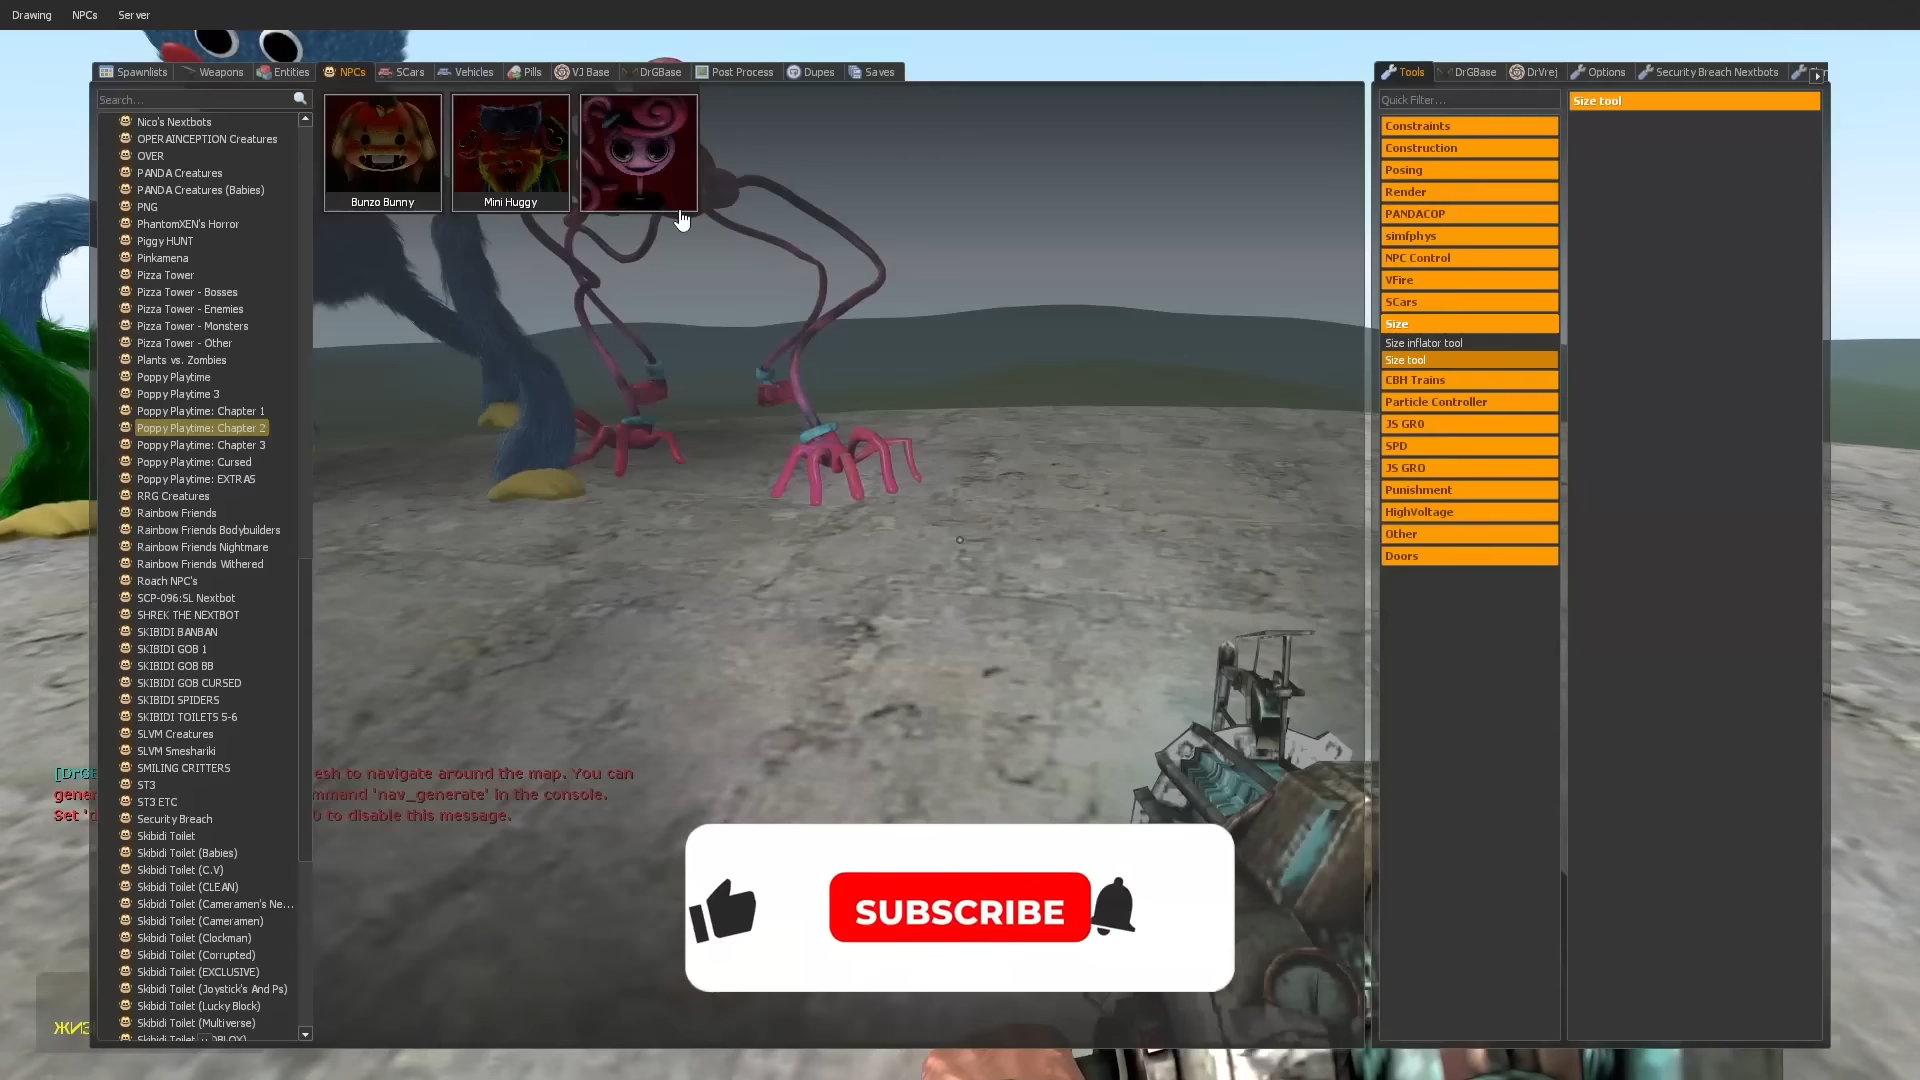 Drawing NPCs Server
Spawnlists Weapons Entities NPCs SCars Vehicles Pills VJ Base DrGBase Post Process Dupes Saves
Tools DrGBase DrVrej Options Security Breach Nextbots
Search...
Nico's Nextbots
OPERAINCEPTION Creatures
OVER
PANDA Creatures
PANDA Creatures (Babies)
PNG
PhantomXEN's Horror
Piggy HUNT
Pinkamena
Pizza Tower
Pizza Tower - Bosses
Pizza Tower - Enemies
Pizza Tower - Monsters
Pizza Tower - Other
Plants vs. Zombies
Poppy Playtime
Poppy Playtime 3
Poppy Playtime: Chapter 1
Poppy Playtime: Chapter 2
Poppy Playtime: Chapter 3
Poppy Playtime: Cursed
Poppy Playtime: EXTRAS
RRG Creatures
Rainbow Friends
Rainbow Friends Bodybuilders
Rainbow Friends Nightmare
Rainbow Friends Withered
Roach NPC's
SCP-096:SL Nextbot
SHREK THE NEXTBOT
SKIBIDI BANBAN
SKIBIDI GOB 1
SKIBIDI GOB BB
SKIBIDI GOB CURSED
SKIBIDI SPIDERS
SKIBIDI TOILETS 5-6
SLVM Creatures
SLVM Smeshariki
SMILING CRITTERS
ST3
ST3 ETC
Security Breach
Skibidi Toilet
Skibidi Toilet (Babies)
Skibidi Toilet (C.V)
Skibidi Toilet (CLEAN)
Skibidi Toilet (Cameramen's Ne...
Skibidi Toilet (Cameramen)
Skibidi Toilet (Clockman)
Skibidi Toilet (Corrupted)
Skibidi Toilet (EXCLUSIVE)
Skibidi Toilet (Joystick's And Ps)
Skibidi Toilet (Lucky Block)
Skibidi Toilet (Multiverse)
Bunzo Bunny
Mini Huggy
esh to navigate around the map. You can
mmand 'nav_generate' in the console.
Set 0 to disable this message.
SUBSCRIBE
Quick Filter...
Constraints
Construction
Posing
Render
PANDACOP
simfphys
NPC Control
VFire
SCars
Size
Size inflator tool
Size tool
CBH Trains
Particle Controller
JS GRO
SPD
JS GRO
Punishment
HighVoltage
Other
Doors
Size tool